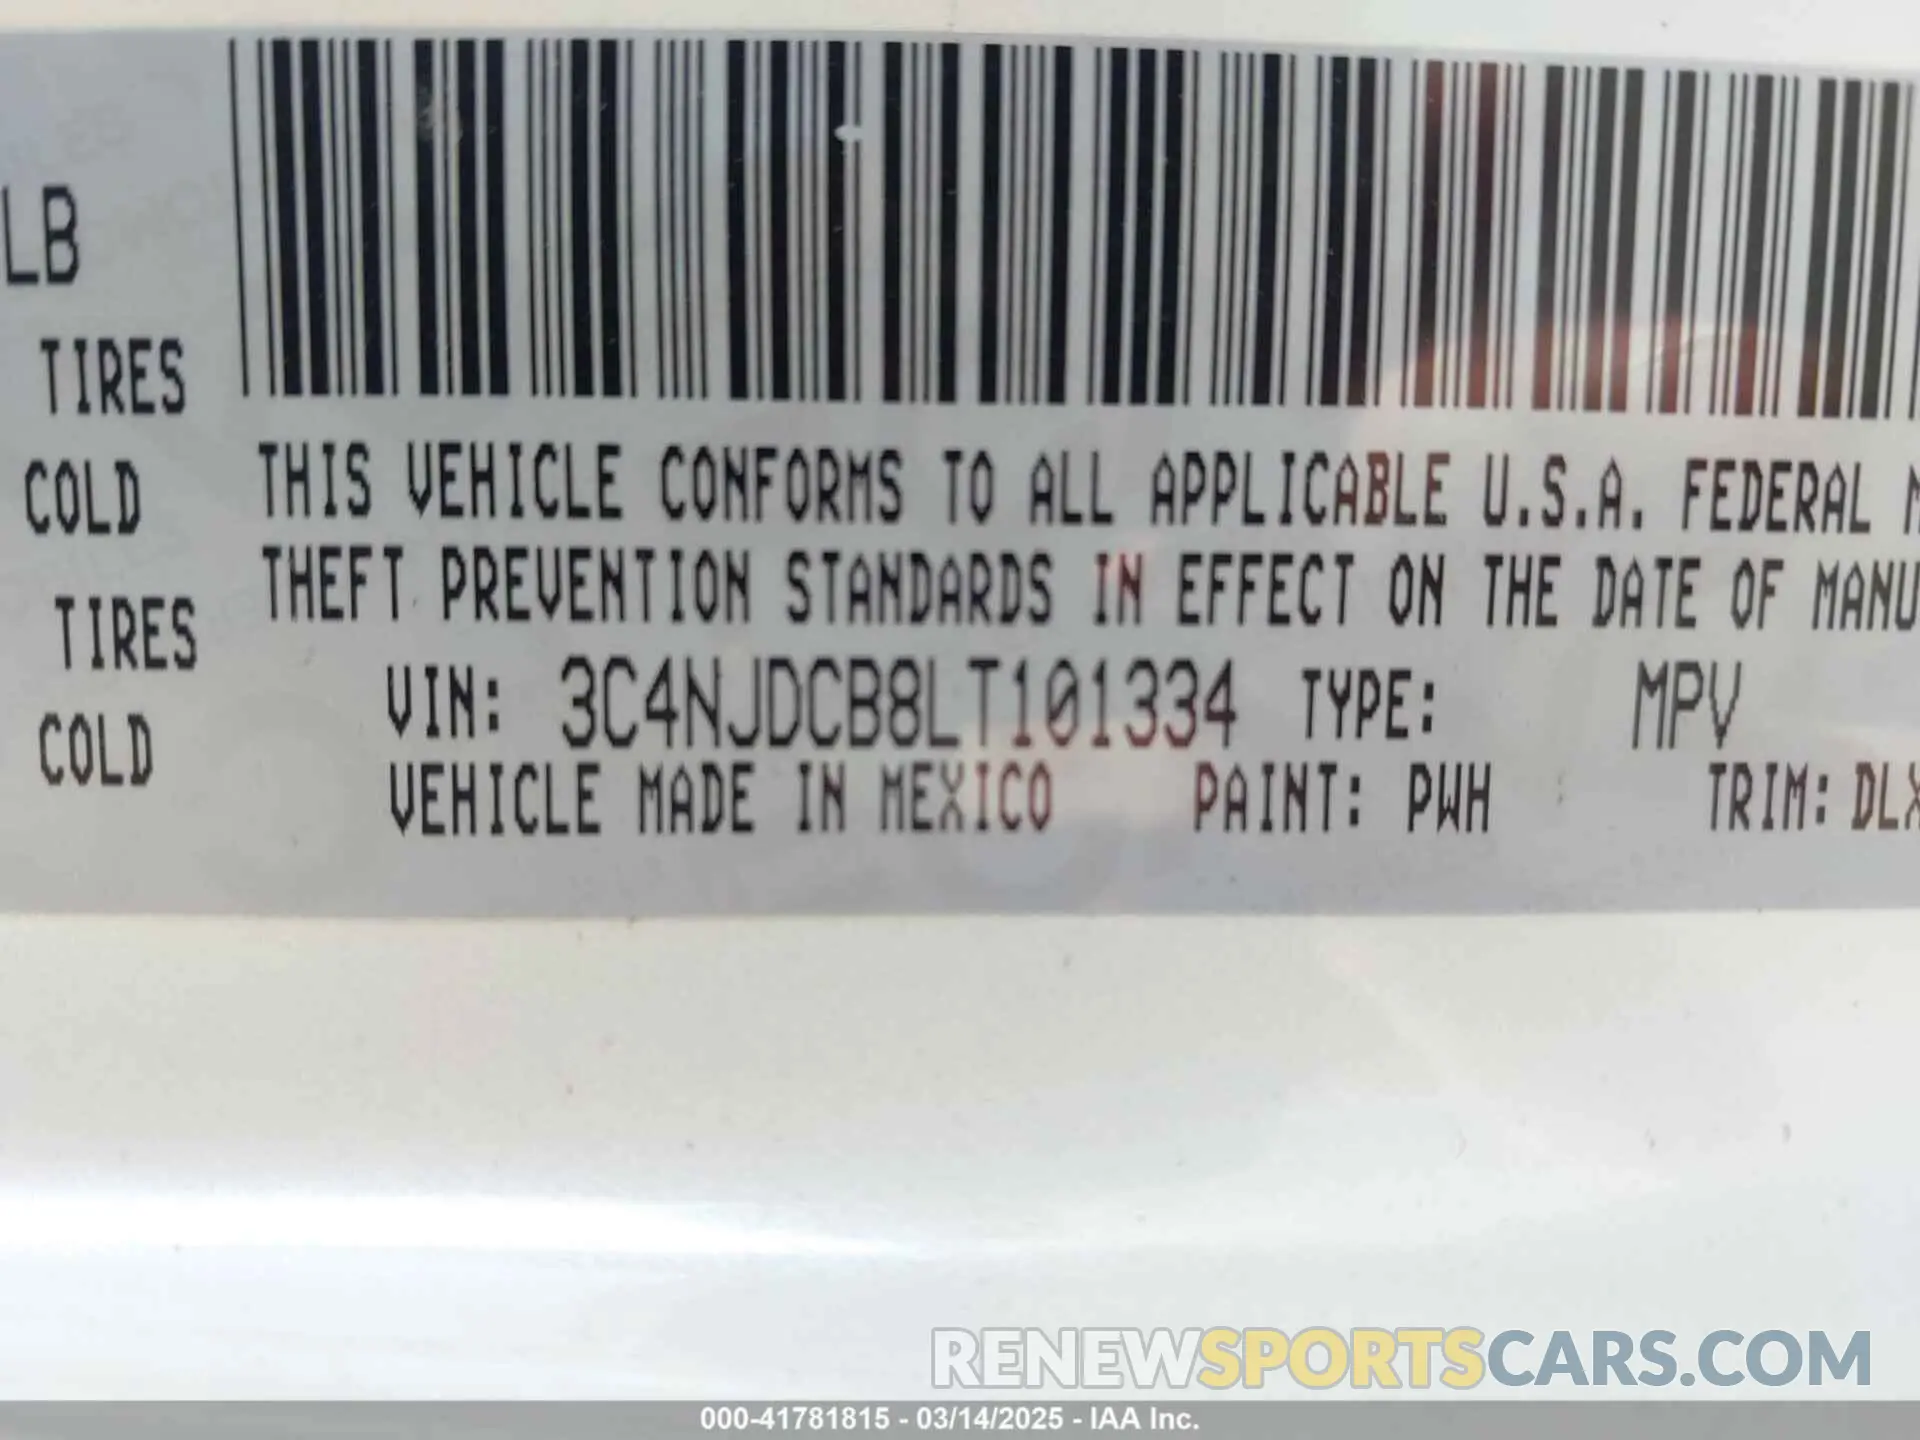 LB
TIRES
COLD
TIRES
COLD
THIS VEHICLE CONFORMS TO ALL APPLICABLE U.S.A. FEDERAL
THEFT PREVENTION STANDARDS IN EFFECT ON THE DATE OF MANU
VIN: 3C4NJDCB8LT101334 TYPE: MPV
VEHICLE MADE IN MEXICO PAINT: PWH TRIM: DLX
RENEWSPORTSCARS.COM
000-41781815 - 03/14/2025 - IAA Inc.